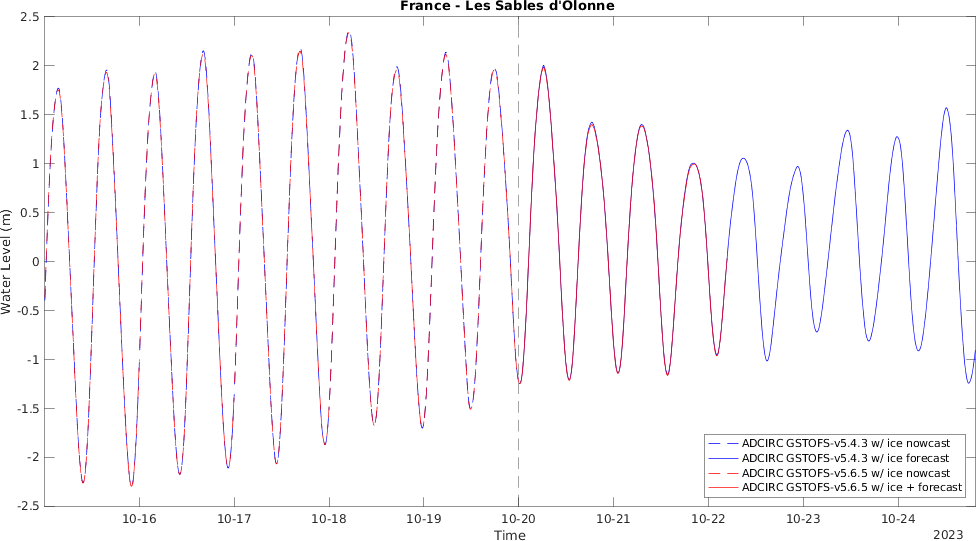 France - Les Sables d'Olonne
Water Level (m)
2.5
2
1.5
1
0.5
0
-0.5
-1
-1.5
-2
-2.5
ADCIRC GSTOFS-v5.4.3 w/ ice nowcast
ADCIRC GSTOFS-v5.4.3 w/ ice forecast
ADCIRC GSTOFS-v5.6.5 w/ ice nowcast
ADCIRC GSTOFS-v5.6.5 w/ ice + forecast
10-16 10-17 10-18 10-19 10-20 10-21 10-22 10-23 10-24
Time
2023